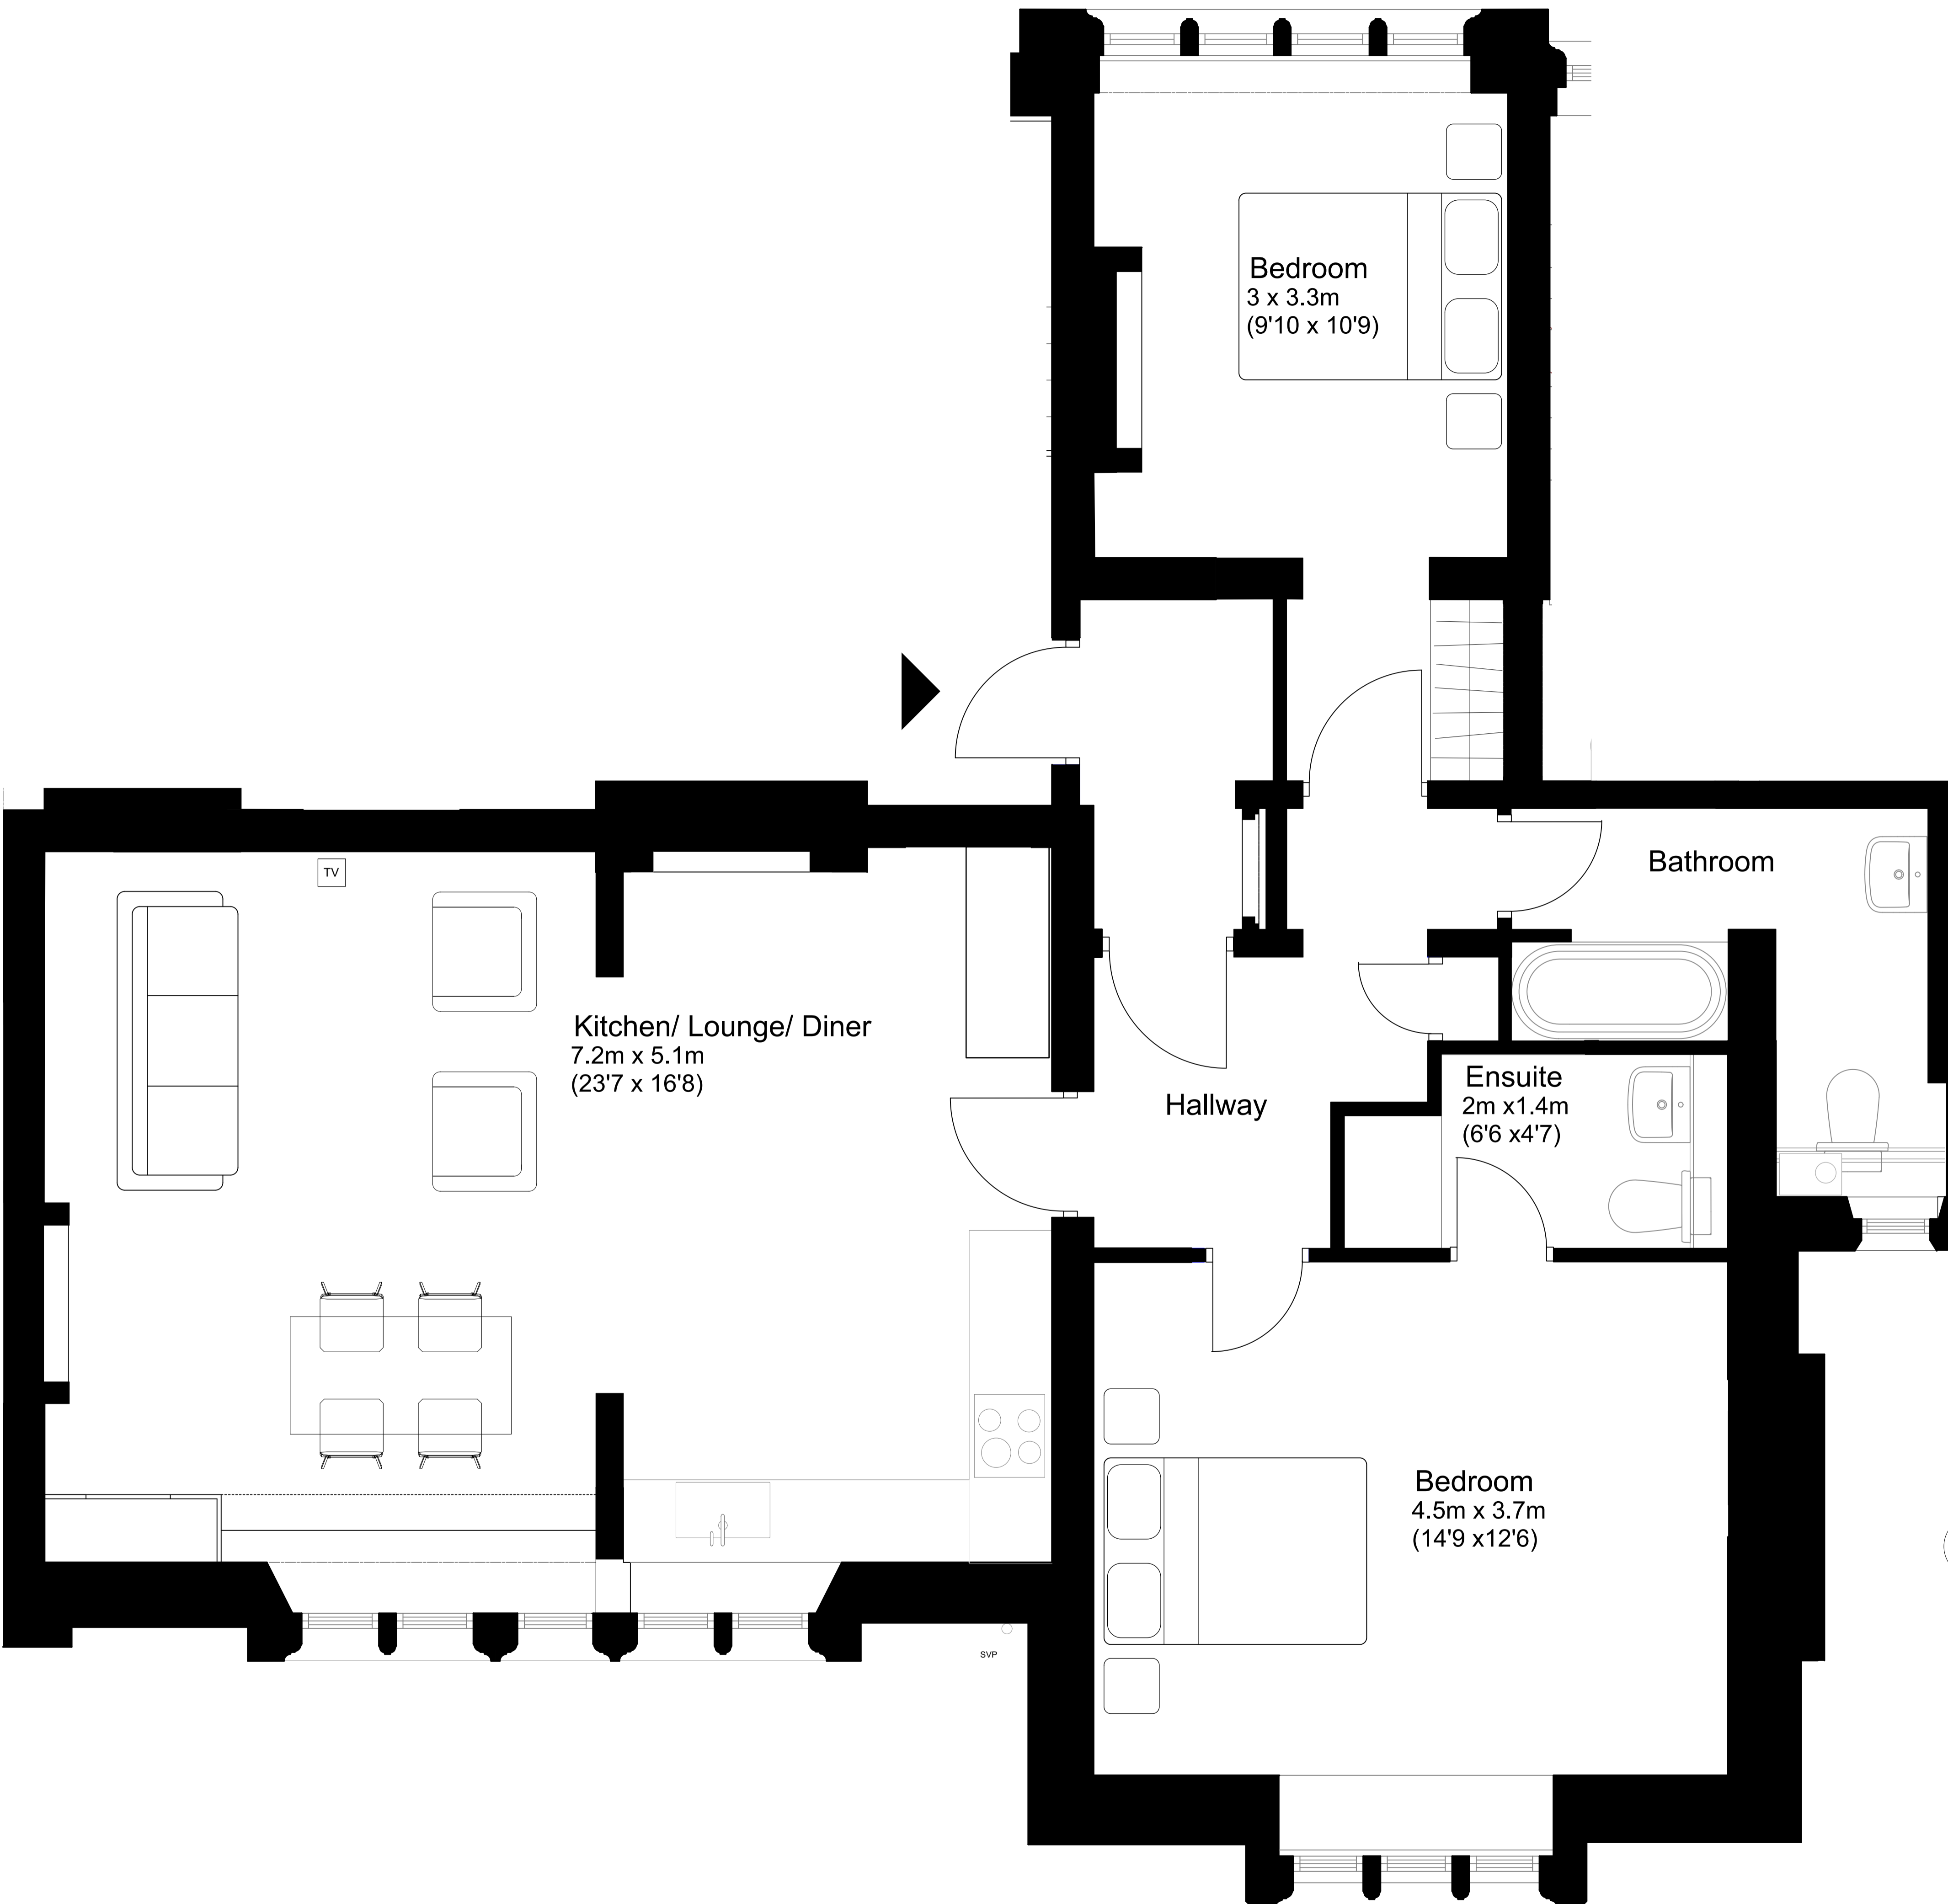 Bedroom
3 x 3.3m
(9'10 x 10'9)
Bathroom
TV
Kitchen/ Lounge/ Diner
7.2m x 5.1m
(23'7 x 16'8)
Hallway
Ensuite
2m x1.4m
(6'6 x4'7)
Bedroom
4.5m x 3.7m
(14'9 x12'6)
SVP